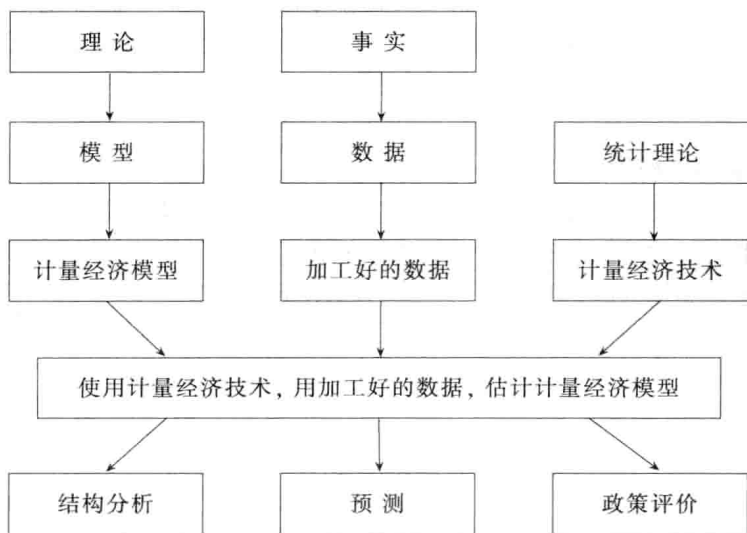 理论
事实
模型
数据
统计理论
计量经济模型
加工好的数据
计量经济技术
使用计量经济技术,用加工好的数据,估计计量经济模型
结构分析
预测
政策评价